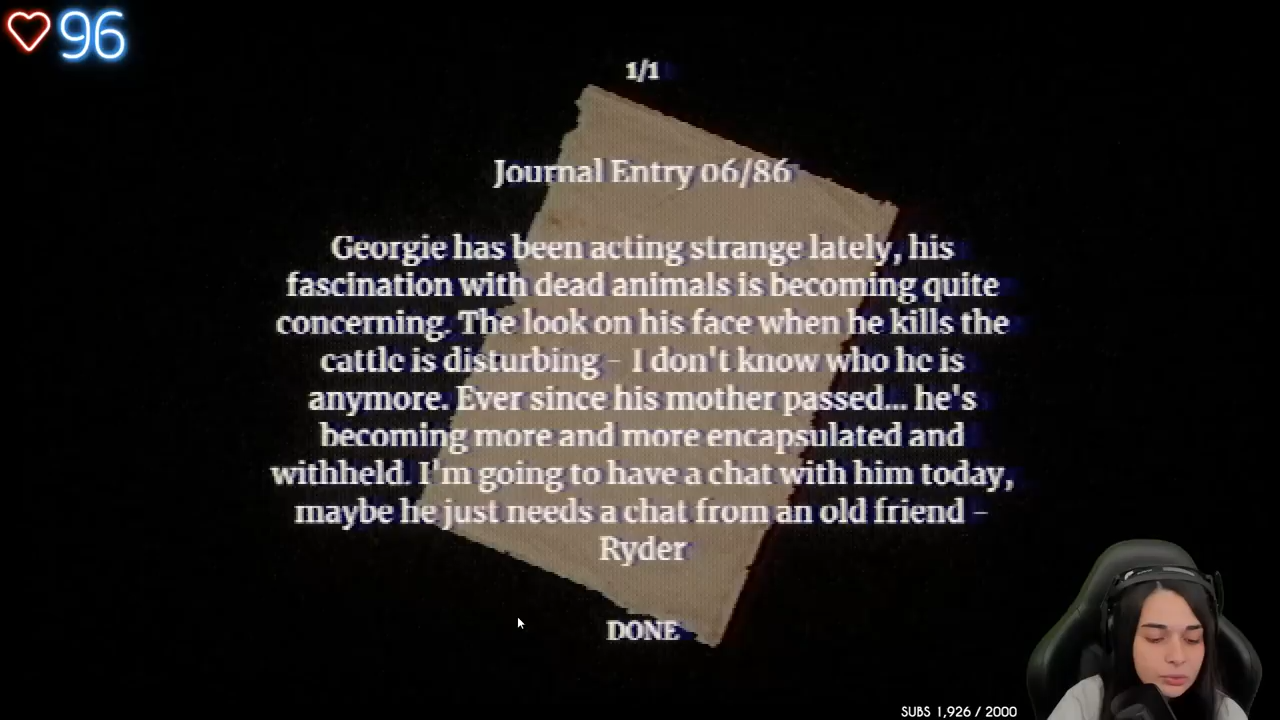 96
1/1
Journal Entry 06/86
Georgie has been acting strange lately, his
fascination with dead animals is becoming quite
concerning. The look on his face when he kills the
cattle is disturbing - I don't know who he is
anymore. Ever since his mother passed... he's
becoming more and more encapsulated and
withheld. I'm going to have a chat with him today,
maybe he just needs a chat from an old friend -
Ryder
DONE
SUBS 1,926 / 2000